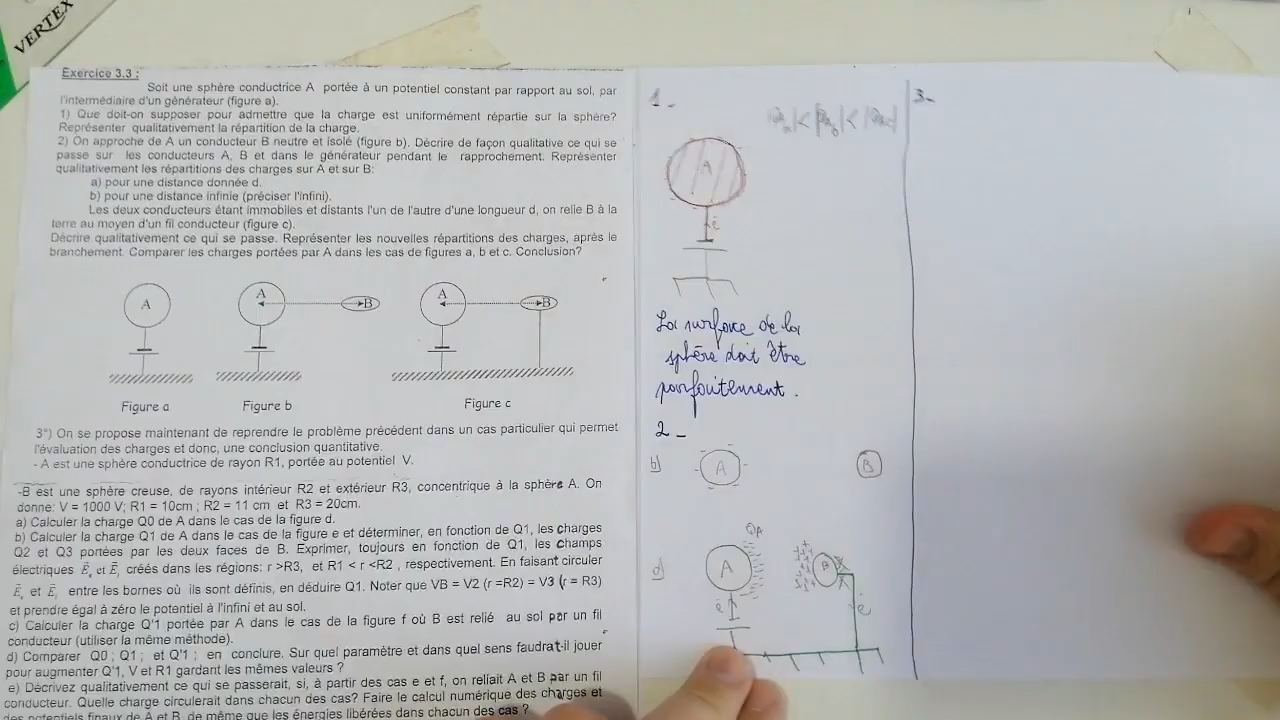 VERTEX
Exercice 3.3 :
Soit une sphère conductrice A portée à un potentiel constant par rapport au sol, par
l'intermédiaire d'un générateur (figure a).
1) Que doit-on supposer pour admettre que la charge est uniformément répartie sur la sphère?
Représenter qualitativement la répartition de la charge.
2) On approche de A un conducteur B neutre et isolé (figure b). Décrire de façon qualitative ce qui se
passe sur les conducteurs A, B et dans le générateur pendant le rapprochement. Représenter
qualitativement les répartitions des charges sur A et sur B:
a) pour une distance donnée d.
b) pour une distance infinie (préciser l'infini).
Les deux conducteurs étant immobiles et distants l'un de l'autre d'une longueur d, on relie B à la
terre au moyen d'un fil conducteur (figure c).
Décrire qualitativement ce qui se passe. Représenter les nouvelles répartitions des charges, après le
branchement. Comparer les charges portées par A dans les cas de figures a, b et c. Conclusion?
A
A
B
A
B
Figure a
Figure b
Figure c
3°) On se propose maintenant de reprendre le problème précédent dans un cas particulier qui permet
l'évaluation des charges et donc, une conclusion quantitative.
- A est une sphère conductrice de rayon R1, portée au potentiel V.
-B est une sphère creuse, de rayons intérieur R2 et extérieur R3, concentrique à la sphère A. On
donne: V = 1000 V; R1 = 10cm ; R2 = 11 cm et R3 = 20cm.
a) Calculer la charge Q0 de A dans le cas de la figure d.
b) Calculer la charge Q1 de A dans le cas de la figure e et déterminer, en fonction de Q1, les charges
Q2 et Q3 portées par les deux faces de B. Exprimer, toujours en fonction de Q1, les champs
électriques et créés dans les régions: r >R3, et R1 < r <R2 , respectivement. En faisant circuler
et entre les bornes où ils sont définis, en déduire Q1. Noter que VB = V2 (r =R2) = V3 (r = R3)
et prendre égal à zéro le potentiel à l'infini et au sol.
c) Calculer la charge Q'1 portée par A dans le cas de la figure f où B est relié au sol par un fil
conducteur (utiliser la même méthode).
d) Comparer Q0 ; Q1 ; et Q'1 ; en conclure. Sur quel paramètre et dans quel sens faudrat-il jouer
pour augmenter Q'1, V et R1 gardant les mêmes valeurs ?
e) Décrivez qualitativement ce qui se passerait, si, à partir des cas e et f, on reliait A et B par un fil
conducteur. Quelle charge circulerait dans chacun des cas? Faire le calcul numérique des charges et
des potentiels finaux de A et B, de même que les énergies libérées dans chacun des cas ?
1-
A
La surface de la
sphère doit être
parfaitement.
2-
b)
A
B
QA
A
B
3-